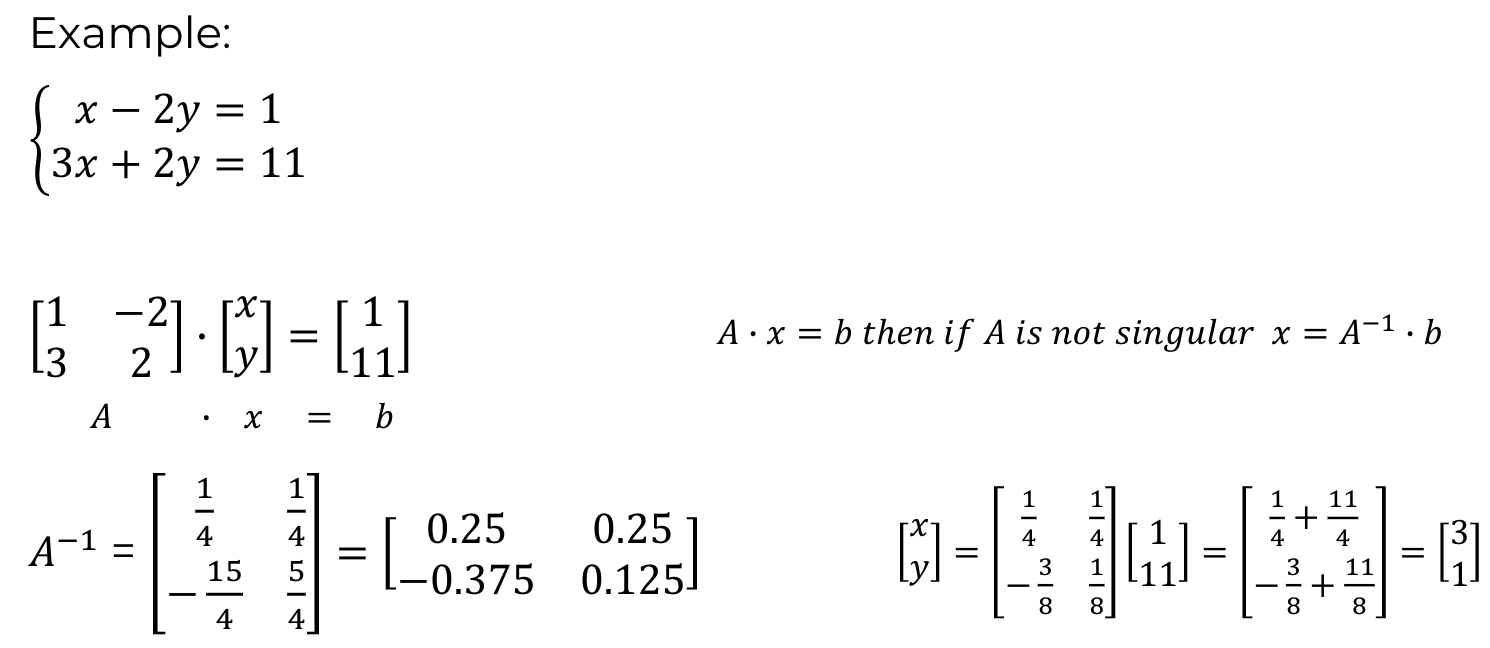 Example:
{ x − 2y = 1
3x + 2y = 11
[1 −2; 3 2] · [x; y] = [1; 11]
A · x = b then if A is not singular x = A⁻¹ · b
A · x = b
A⁻¹ = [1/4 1/4; −15/4 5/4] = [0.25 0.25; −0.375 0.125]
[x; y] = [1/4 1/4; −3/8 1/8] [1; 11] = [1/4 + 11/4; −3/8 + 11/8] = [3; 1]